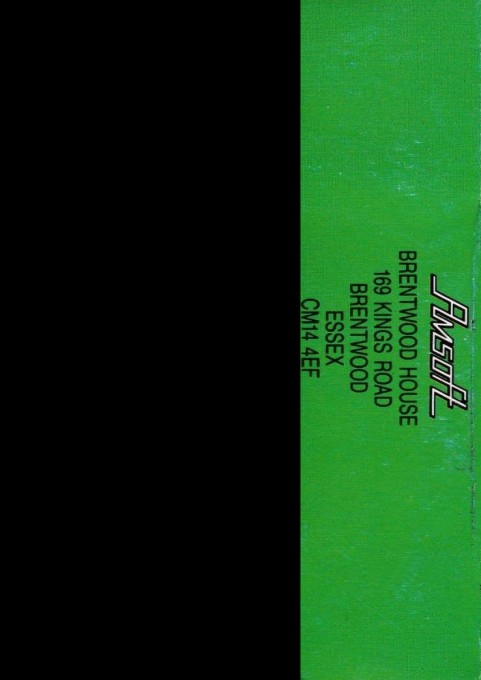 Amsoft
BRENTWOOD HOUSE
169 KINGS ROAD
BRENTWOOD
ESSEX
CM14 4EF